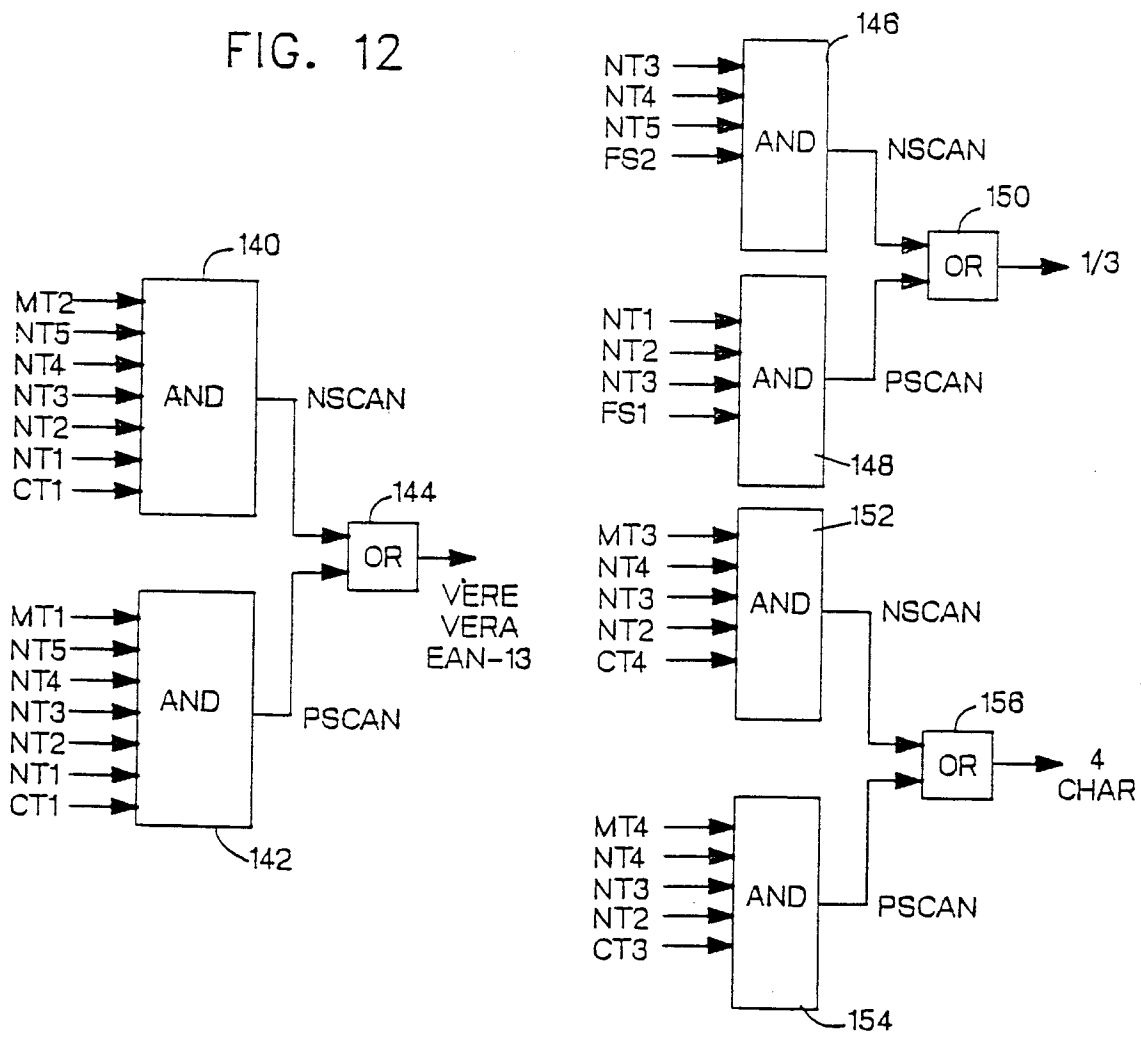 FIG. 12
140
MT2
NT5
NT4
NT3
NT2
NT1
CT1
AND
NSCAN
144
OR
VERE
VERA
EAN-13
MT1
NT5
NT4
NT3
NT2
NT1
CT1
AND
PSCAN
142
146
NT3
NT4
NT5
FS2
AND
NSCAN
150
OR
1/3
NT1
NT2
NT3
FS1
AND
PSCAN
148
152
MT3
NT4
NT3
NT2
CT4
AND
NSCAN
156
OR
4
CHAR
MT4
NT4
NT3
NT2
CT3
AND
PSCAN
154